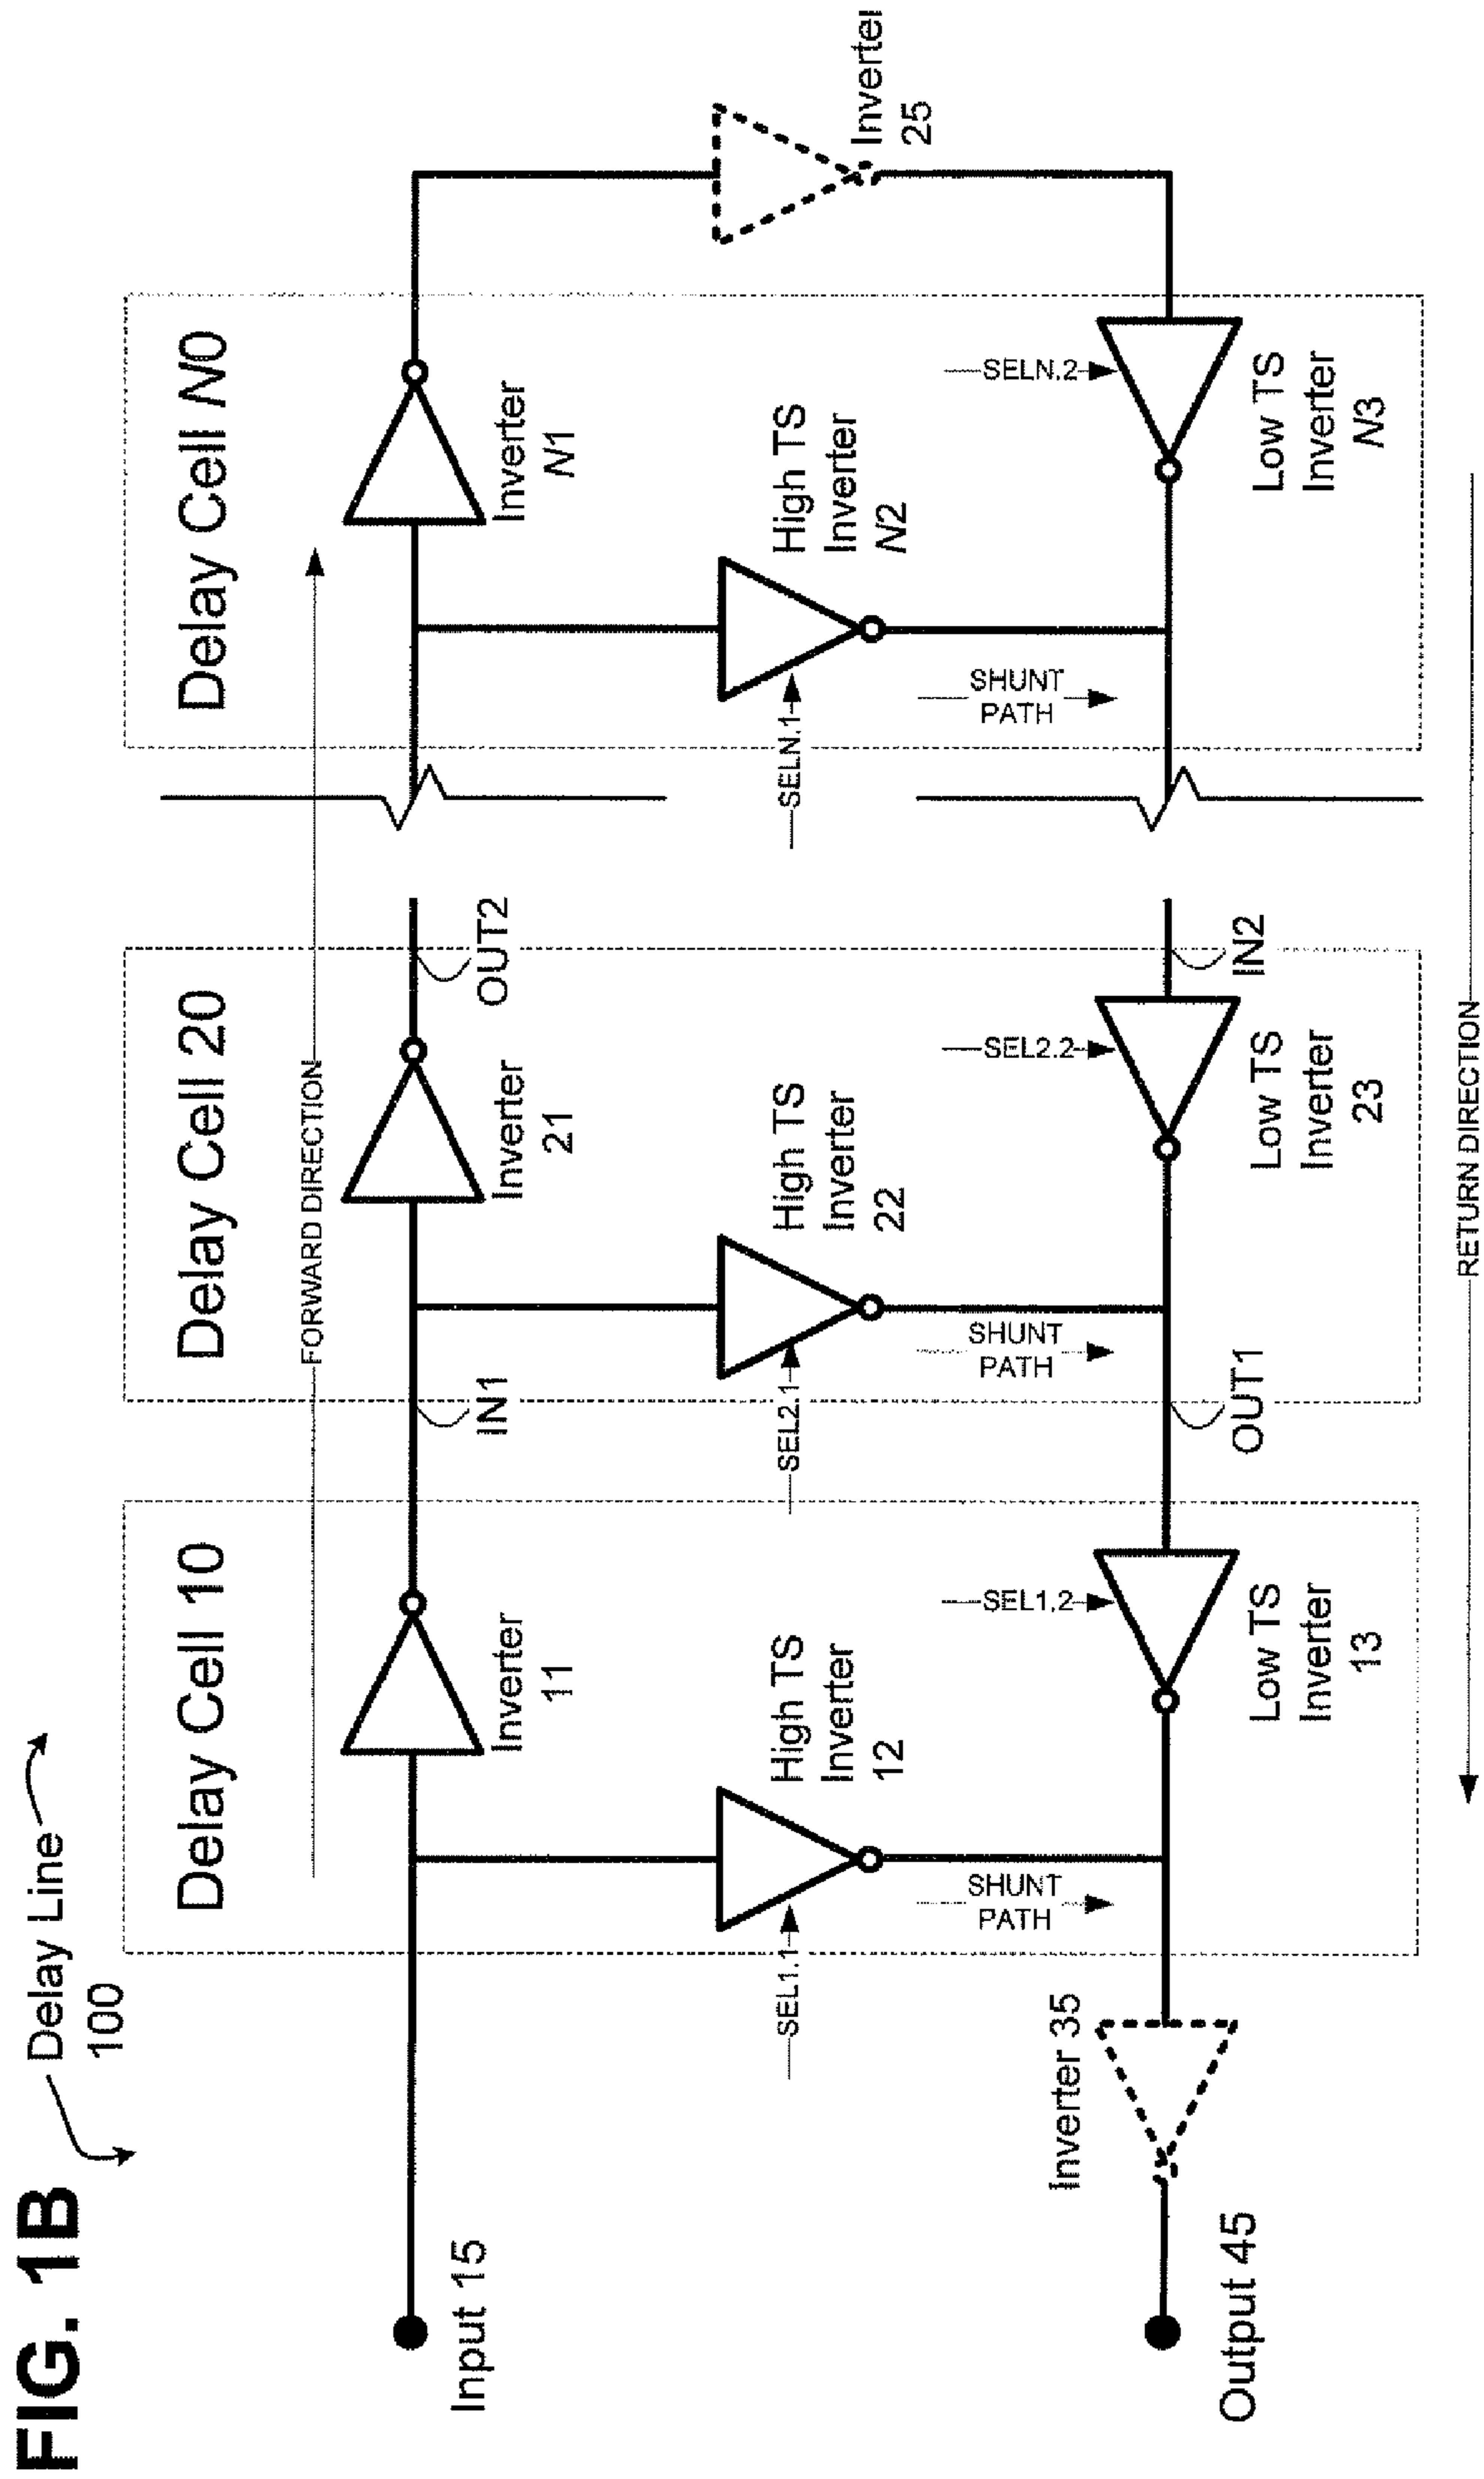 FIG. 1B
Delay Line
100
Delay Cell 10
Delay Cell 20
Delay Cell N0
FORWARD DIRECTION
Input 15
Inverter
11
IN1
Inverter
21
OUT2
Inverter
N1
SEL1.1
High TS
Inverter
12
SEL2.1
High TS
Inverter
22
SELN.1
High TS
Inverter
N2
Inverter
25
SHUNT
PATH
SEL1.2
SHUNT
PATH
SEL2.2
SHUNT
PATH
SELN.2
Inverter 35
Output 45
Low TS
Inverter
13
OUT1
Low TS
Inverter
23
IN2
Low TS
Inverter
N3
RETURN DIRECTION